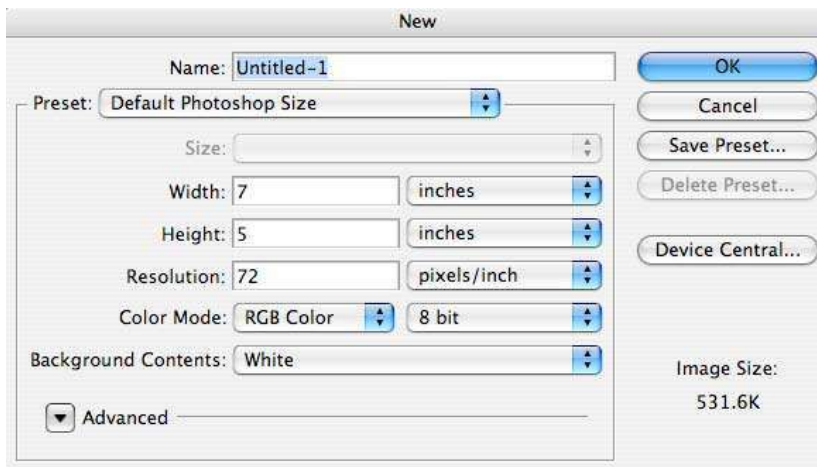 New
Name: Untitled-1
OK
Preset: Default Photoshop Size
Cancel
Size:
Save Preset...
Width: 7 inches
Delete Preset...
Height: 5 inches
Device Central...
Resolution: 72 pixels/inch
Color Mode: RGB Color 8 bit
Background Contents: White
Image Size:
531.6K
Advanced